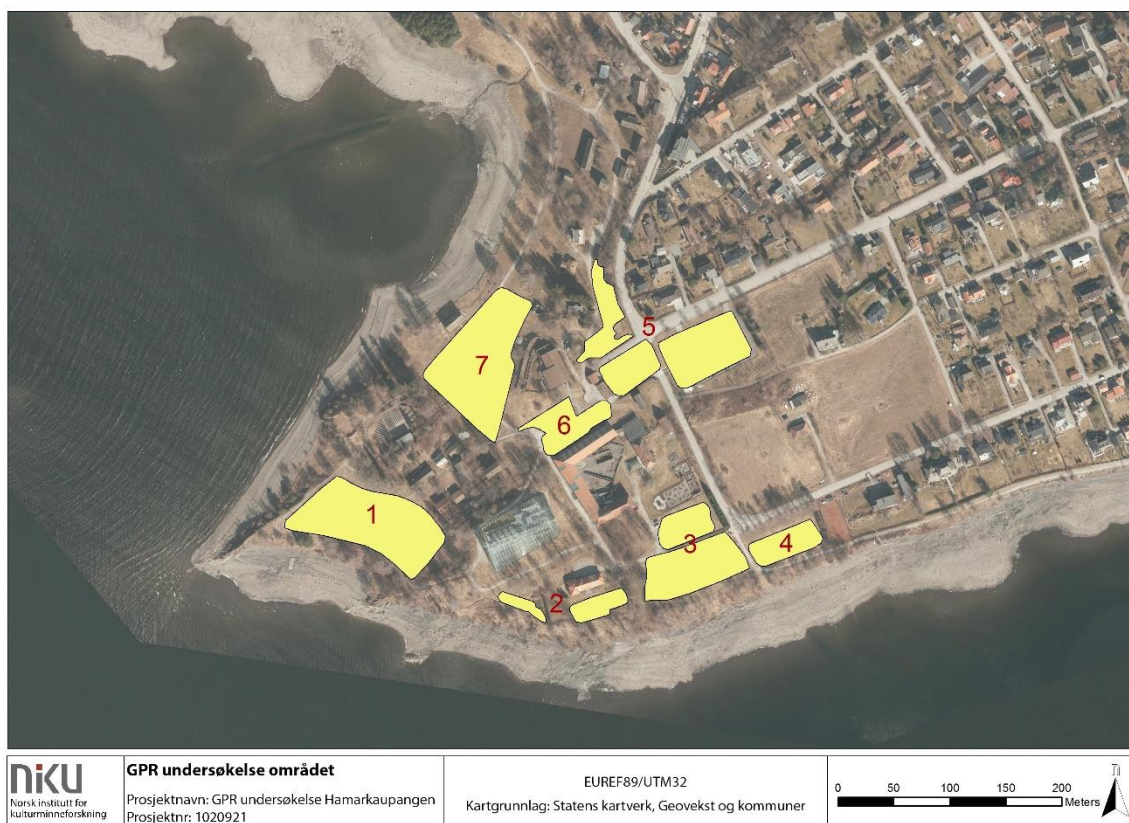 7
5
6
1
3
4
2
NIKU
Norsk institutt for
kulturminneforskning
GPR undersøkelse området
Prosjektnavn: GPR undersøkelse Hamarkaupangen
Prosjektnr: 1020921
EUREF89/UTM32
Kartgrunnlag: Statens kartverk, Geovekst og kommuner
0 50 100 150 200
Meters